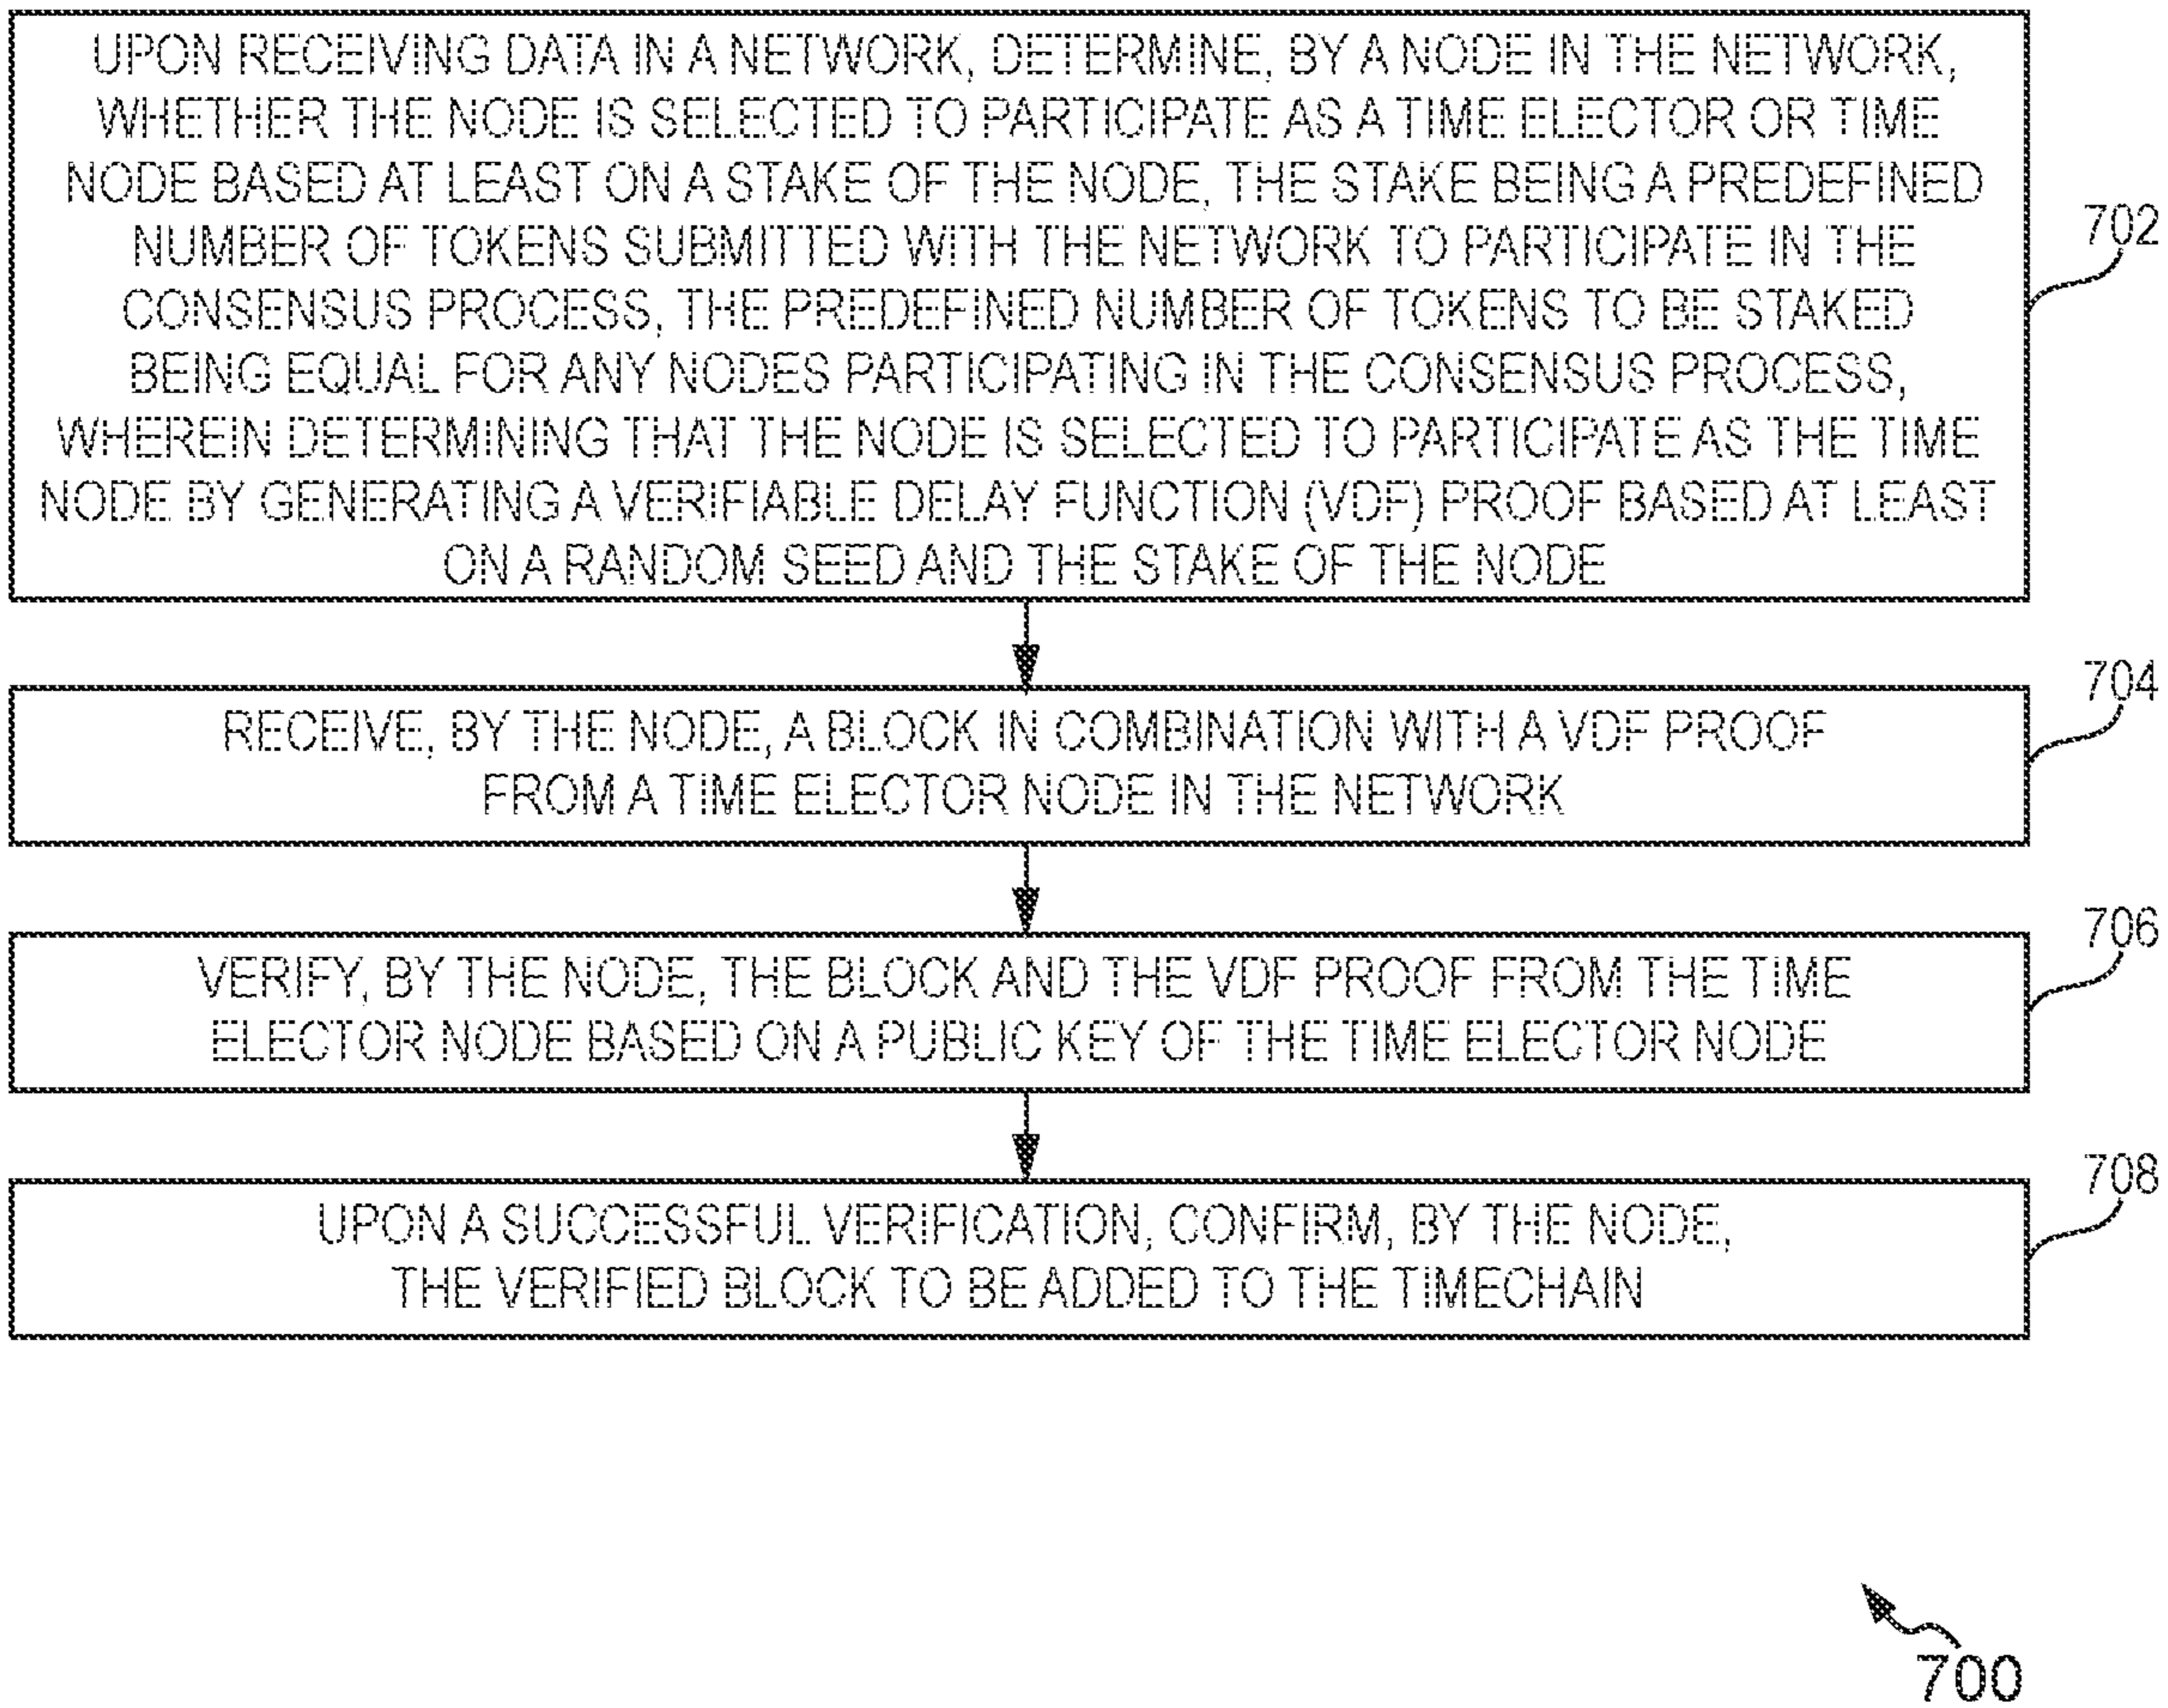 UPON RECEIVING DATA IN A NETWORK, DETERMINE, BY A NODE IN THE NETWORK,
WHETHER THE NODE IS SELECTED TO PARTICIPATE AS A TIME ELECTOR OR TIME
NODE BASED AT LEAST ON A STAKE OF THE NODE, THE STAKE BEING A PREDEFINED
NUMBER OF TOKENS SUBMITTED WITH THE NETWORK TO PARTICIPATE IN THE
CONSENSUS PROCESS, THE PREDEFINED NUMBER OF TOKENS TO BE STAKED
BEING EQUAL FOR ANY NODES PARTICIPATING IN THE CONSENSUS PROCESS,
WHEREIN DETERMINING THAT THE NODE IS SELECTED TO PARTICIPATE AS THE TIME
NODE BY GENERATING A VERIFIABLE DELAY FUNCTION (VDF) PROOF BASED AT LEAST
ON A RANDOM SEED AND THE STAKE OF THE NODE
702
RECEIVE, BY THE NODE, A BLOCK IN COMBINATION WITH A VDF PROOF
FROM A TIME ELECTOR NODE IN THE NETWORK
704
VERIFY, BY THE NODE, THE BLOCK AND THE VDF PROOF FROM THE TIME
ELECTOR NODE BASED ON A PUBLIC KEY OF THE TIME ELECTOR NODE
706
UPON A SUCCESSFUL VERIFICATION, CONFIRM, BY THE NODE,
THE VERIFIED BLOCK TO BE ADDED TO THE TIMECHAIN
708
700